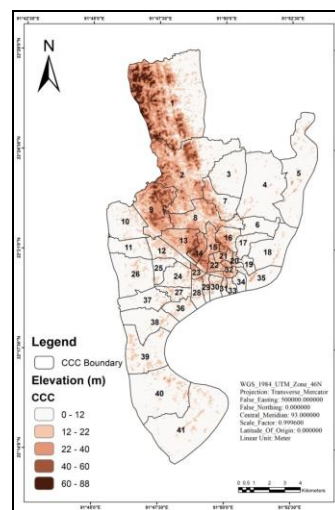 N
1
2
3
4
5
6
7
8
9
10
11
12
13
14
15
16
17
18
19
20
21
22
23
24
25
26
27
28
29
30
31
32
33
34
35
36
37
38
39
40
41
Legend
CCC Boundary
Elevation (m)
CCC
0 - 12
12 - 22
22 - 40
40 - 60
60 - 88
WGS_1984_UTM_Zone_46N
Projection: Transverse_Mercator
False_Easting: 500000.000000
False_Northing: 0.000000
Central_Meridian: 93.000000
Scale_Factor: 0.999600
Latitude_Of_Origin: 0.000000
Linear Unit: Meter
Kilometers